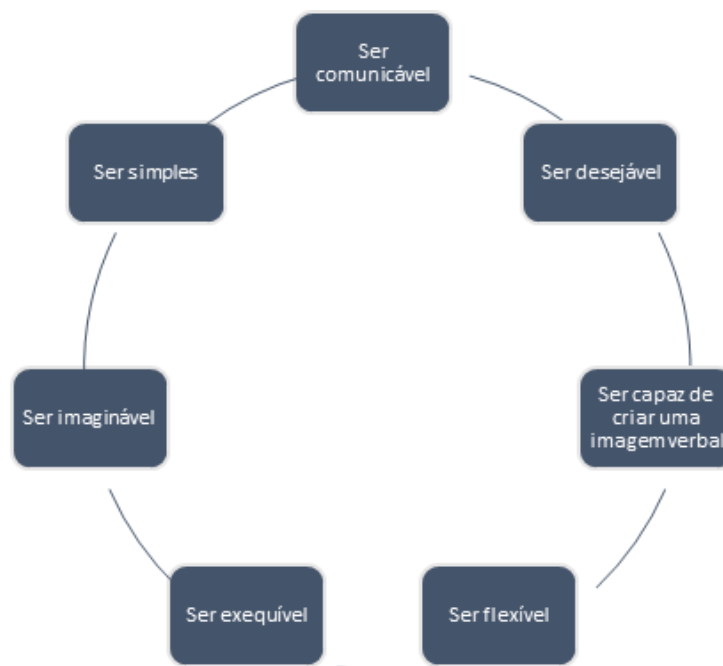 Ser
comunicável
Ser simples
Ser desejável
Ser imaginável
Ser capaz de
criar uma
imagem verbal
Ser exequível
Ser flexível